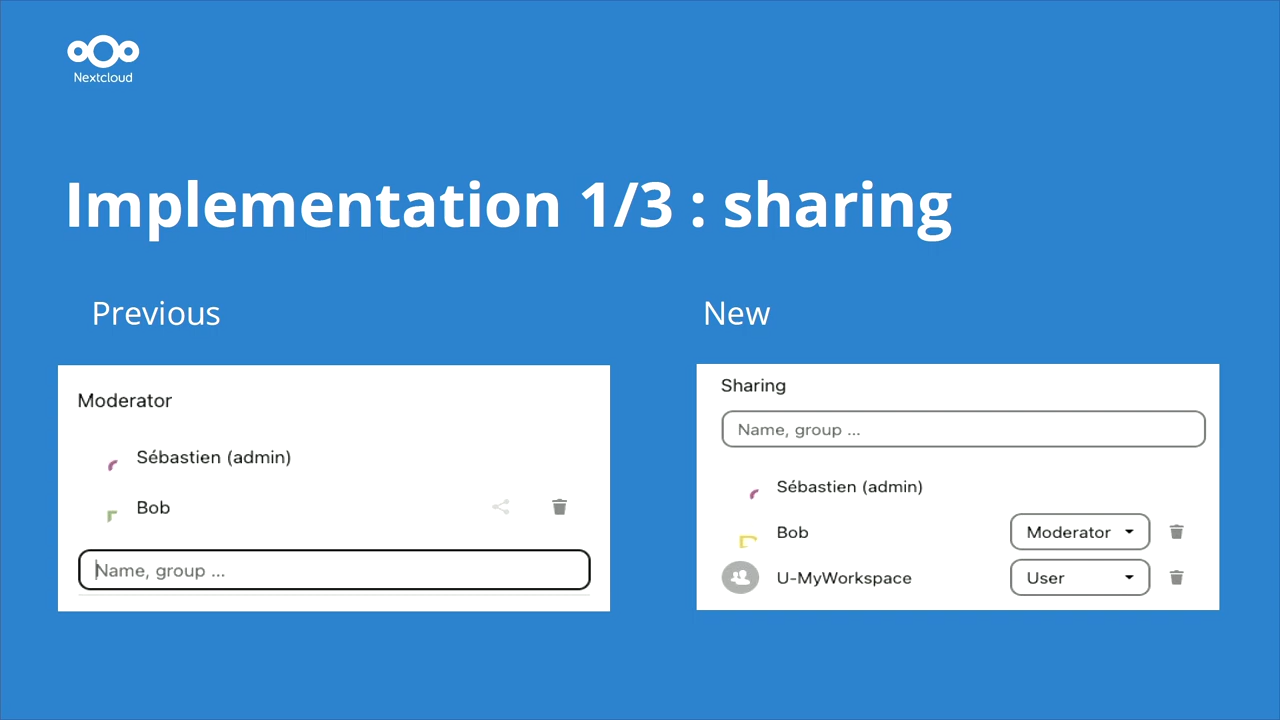 Nextcloud
Implementation 1/3 : sharing
Previous
Moderator
Sébastien (admin)
Bob
Name, group ...
New
Sharing
Name, group ...
Sébastien (admin)
Bob Moderator
U-MyWorkspace User